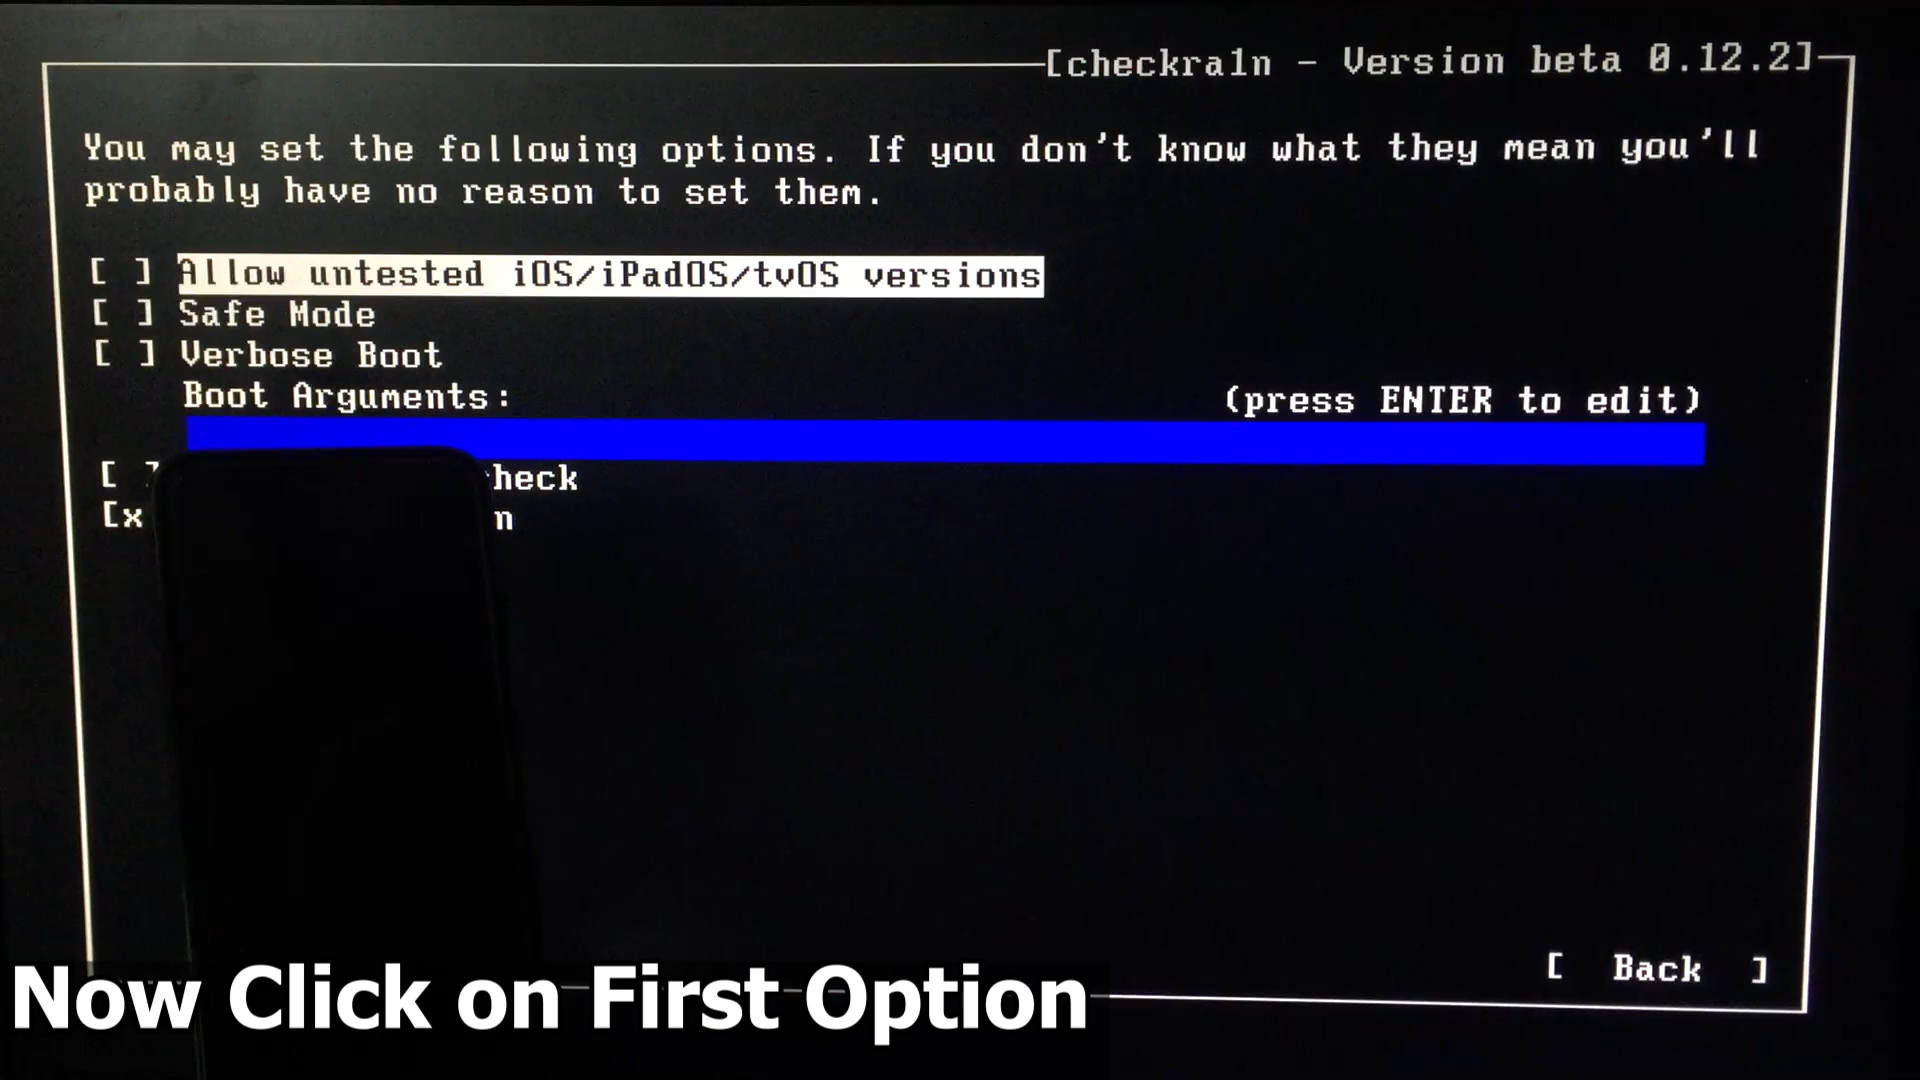 [checkra1n - Version beta 0.12.2]
You may set the following options. If you don't know what they mean you'll
probably have no reason to set them.
[ ] Allow untested iOS/iPadOS/tvOS versions
[ ] Safe Mode
[ ] Verbose Boot
Boot Arguments: (press ENTER to edit)
[ ] heck
[x n
[ Back ]
Now Click on First Option